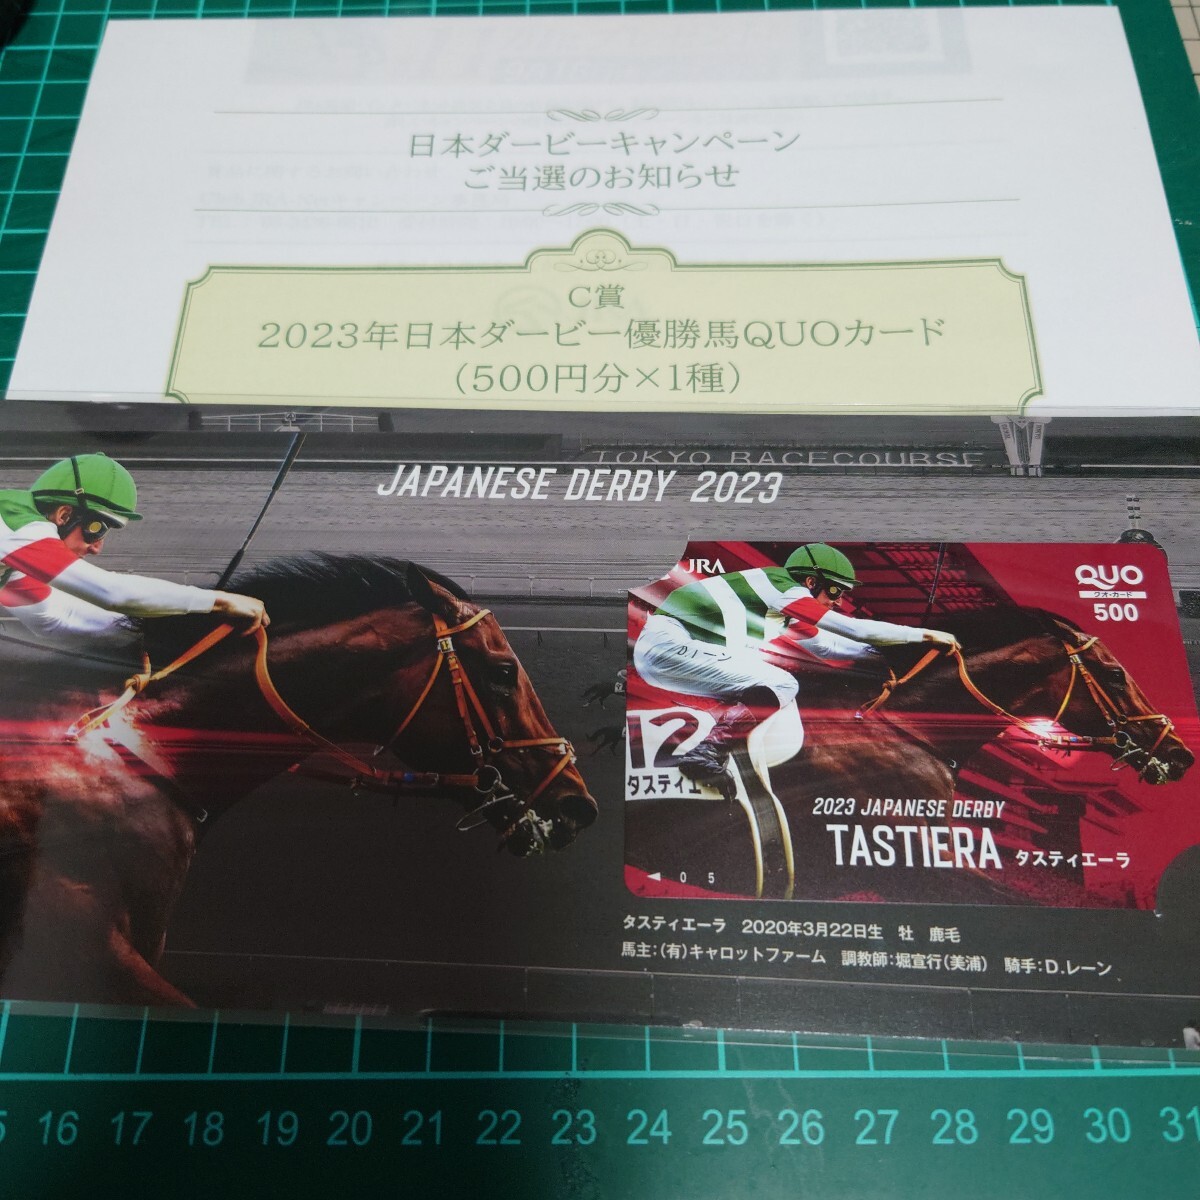 日本ダービーキャンペーン
ご当選のお知らせ
C賞
2023年日本ダービー優勝馬QUOカード
(500円分×1種)
TOKYO RACECOURSE
JAPANESE DERBY 2023
JRA
QUO
クオ・カード
500
D.レーン
12
タスティエ
2023 JAPANESE DERBY
TASTIERA タスティエーラ
◀ 0 5
タスティエーラ 2020年3月22日生 牡 鹿毛
馬主:(有)キャロットファーム 調教師:堀宣行(美浦) 騎手:D.レーン
16 17 18 19 20 21 22 23 24 25 26 27 28 29 30 31